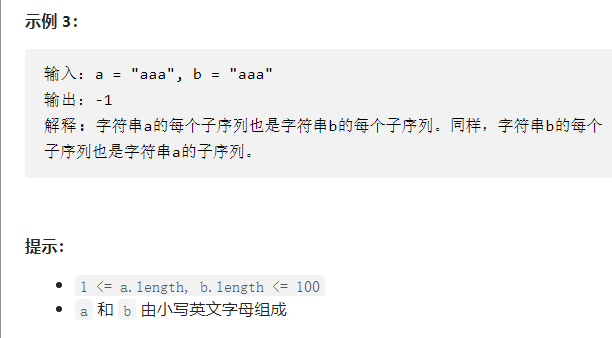 示例 3:
输入: a = "aaa", b = "aaa"
输出: -1
解释: 字符串a的每个子序列也是字符串b的每个子序列。同样，字符串b的每个
子序列也是字符串a的子序列。
提示:
• 1 <= a.length, b.length <= 100
• a 和 b 由小写英文字母组成